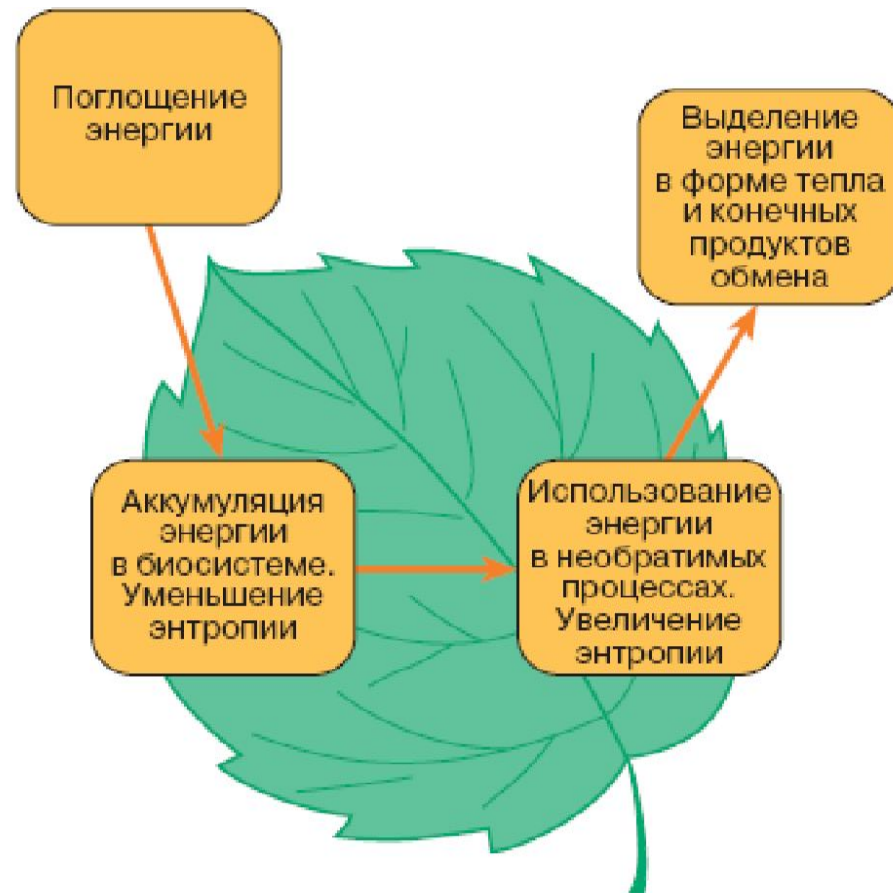 Поглощение
энергии
Выделение
энергии
в форме тепла
и конечных
продуктов
обмена
Аккумуляция
энергии
в биосистеме.
Уменьшение
энтропии
Использование
энергии
в необратимых
процессах.
Увеличение
энтропии